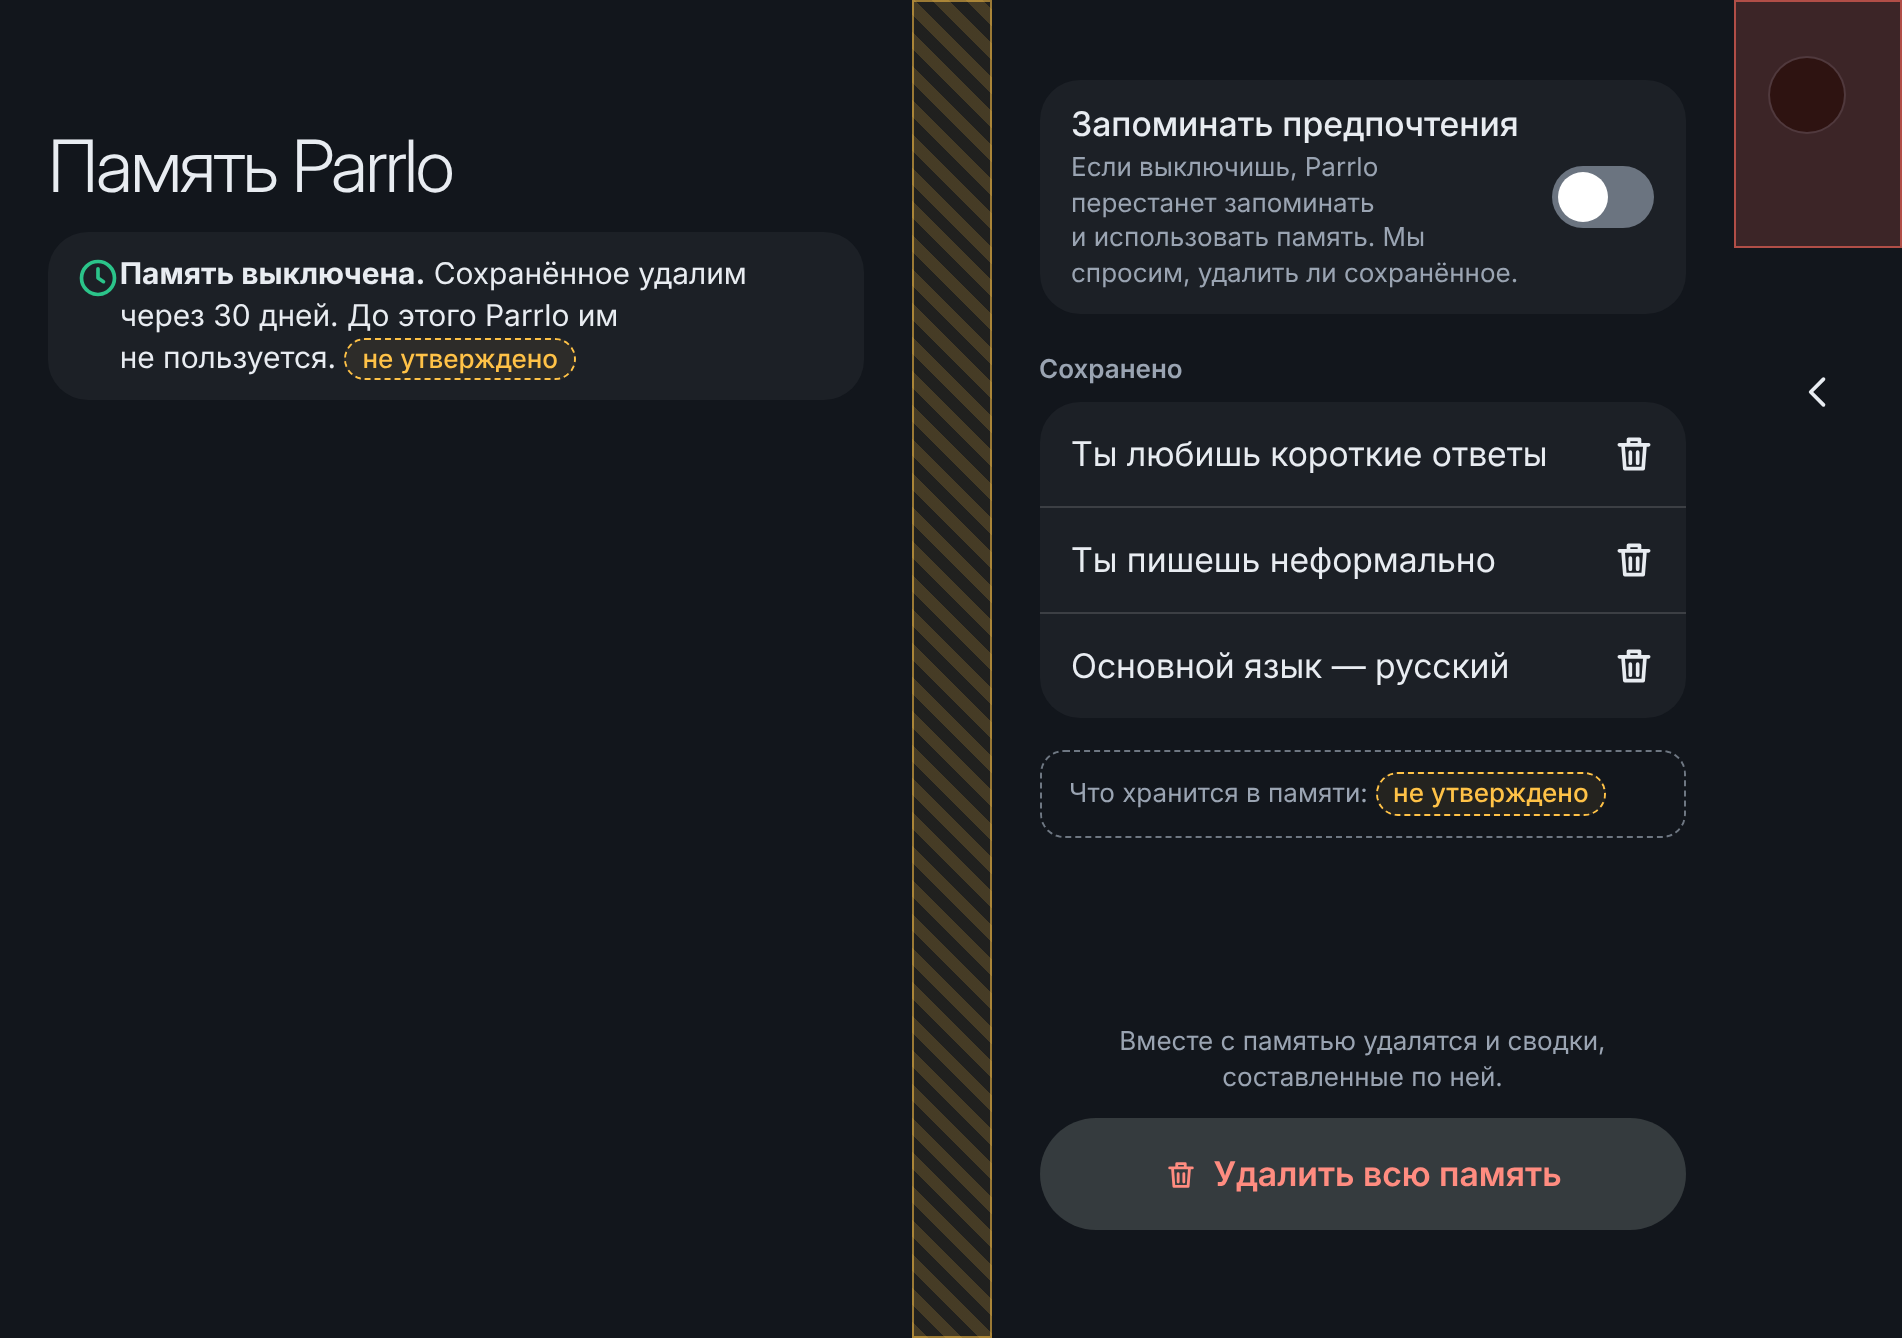 Память Parrlo
Память выключена. Сохранённое удалим
через 30 дней. До этого Parrlo им
не пользуется. не утверждено
Запоминать предпочтения
Если выключишь, Parrlo
перестанет запоминать
и использовать память. Мы
спросим, удалить ли сохранённое.
Сохранено
Ты любишь короткие ответы
Ты пишешь неформально
Основной язык — русский
Что хранится в памяти: не утверждено
Вместе с памятью удалятся и сводки,
составленные по ней.
Удалить всю память